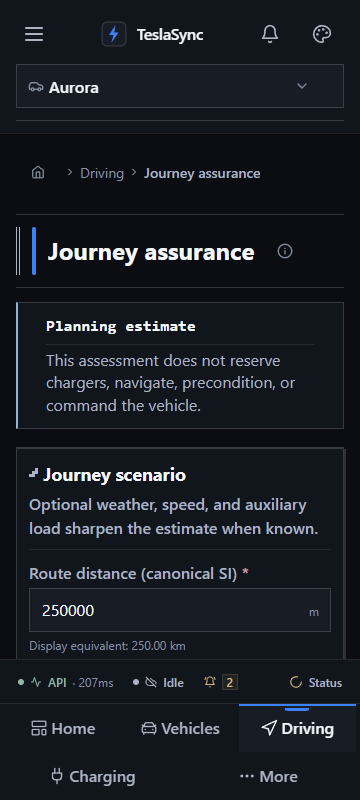 TeslaSync
Aurora
Driving
Journey assurance
Journey assurance
Planning estimate
This assessment does not reserve
chargers, navigate, precondition, or
command the vehicle.
Journey scenario
Optional weather, speed, and auxiliary
load sharpen the estimate when known.
Route distance (canonical SI) *
250000 m
Display equivalent: 250.00 km
API · 207ms Idle 2 Status
Home Vehicles Driving
Charging More